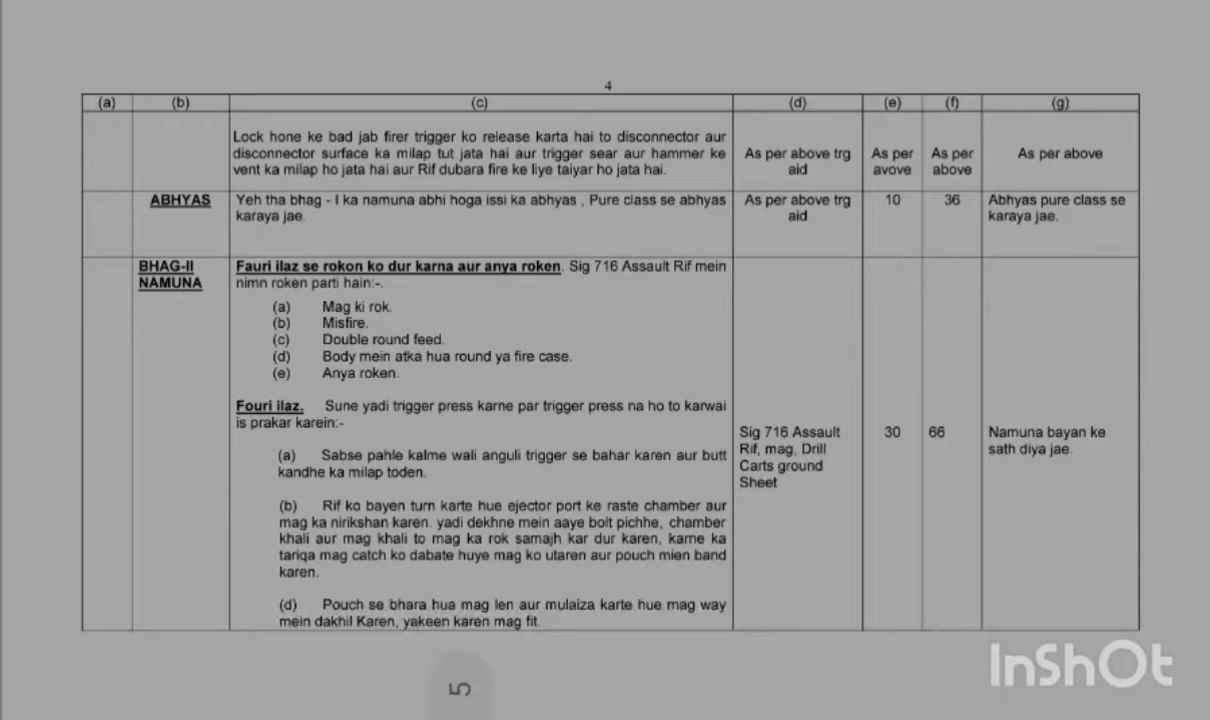 4
(a) (b) (c) (d) (e) (f) (g)
Lock hone ke bad jab firer trigger ko release karta hai to disconnector aur
disconnector surface ka milap tut jata hai aur trigger sear aur hammer ke
vent ka milap ho jata hai aur Rif dubara fire ke liye taiyar ho jata hai.
As per above trg
aid
As per
avove
As per
above
As per above
ABHYAS
Yeh tha bhag - I ka namuna abhi hoga issi ka abhyas , Pure class se abhyas
karaya jae.
As per above trg
aid
10
36
Abhyas pure class se
karaya jae.
BHAG-II
NAMUNA
Fauri ilaz se rokon ko dur karna aur anya roken. Sig 716 Assault Rif mein
nimn roken parti hain:-.
(a) Mag ki rok.
(b) Misfire.
(c) Double round feed.
(d) Body mein atka hua round ya fire case.
(e) Anya roken.
Fouri ilaz. Sune yadi trigger press karne par trigger press na ho to karwai
is prakar karein:-
(a) Sabse pahle kalme wali anguli trigger se bahar karen aur butt
kandhe ka milap toden.
(b) Rif ko bayen turn karte hue ejector port ke raste chamber aur
mag ka nirikshan karen. yadi dekhne mein aaye bolt pichhe, chamber
khali aur mag khali to mag ka rok samajh kar dur karen, karne ka
tariqa mag catch ko dabate huye mag ko utaren aur pouch mien band
karen.
(d) Pouch se bhara hua mag len aur mulaiza karte hue mag way
mein dakhil Karen, yakeen karen mag fit.
Sig 716 Assault
Rif, mag, Drill
Carts ground
Sheet
30
66
Namuna bayan ke
sath diya jae.
5
InShOt